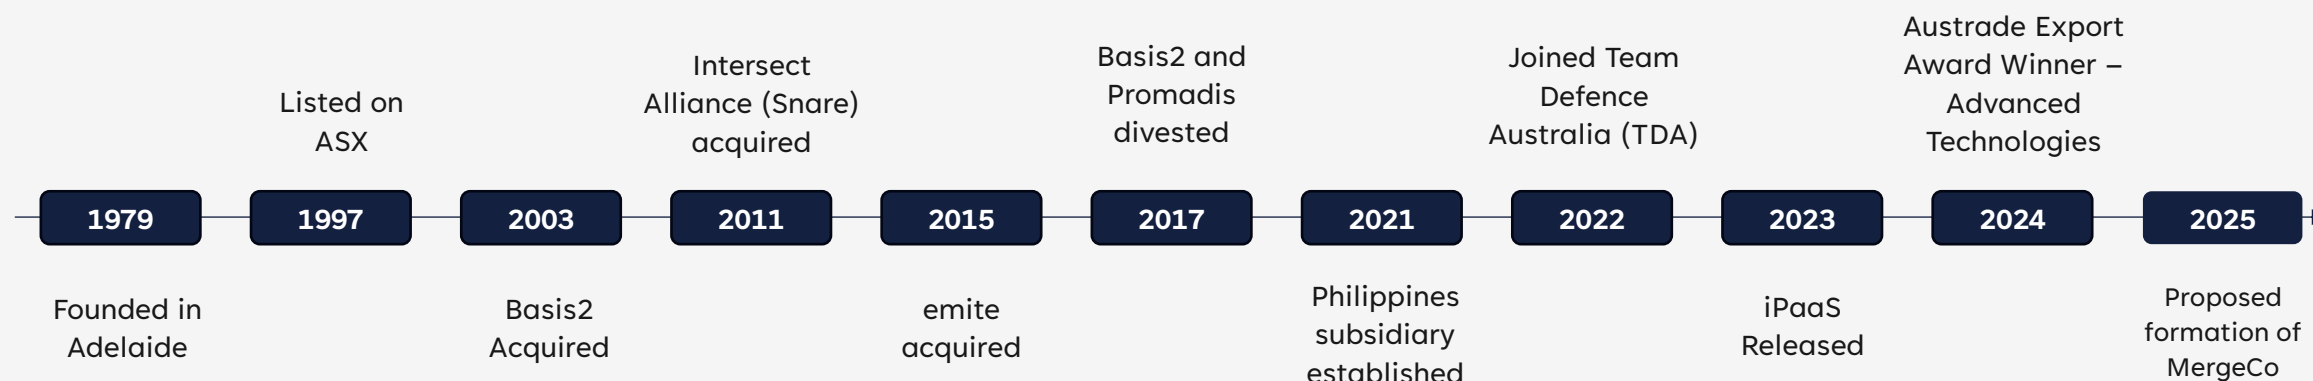 Founded in
Adelaide
1979
Listed on
ASX
1997
2003
Basis2
Acquired
Intersect
Alliance (Snare)
acquired
2011
2015
emite
acquired
Basis2 and
Promadis
divested
2017
2021
Philippines
subsidiary
established
Joined Team
Defence
Australia (TDA)
2022
2023
iPaaS
Released
Austrade Export
Award Winner –
Advanced
Technologies
2024
2025
Proposed
formation of
MergeCo